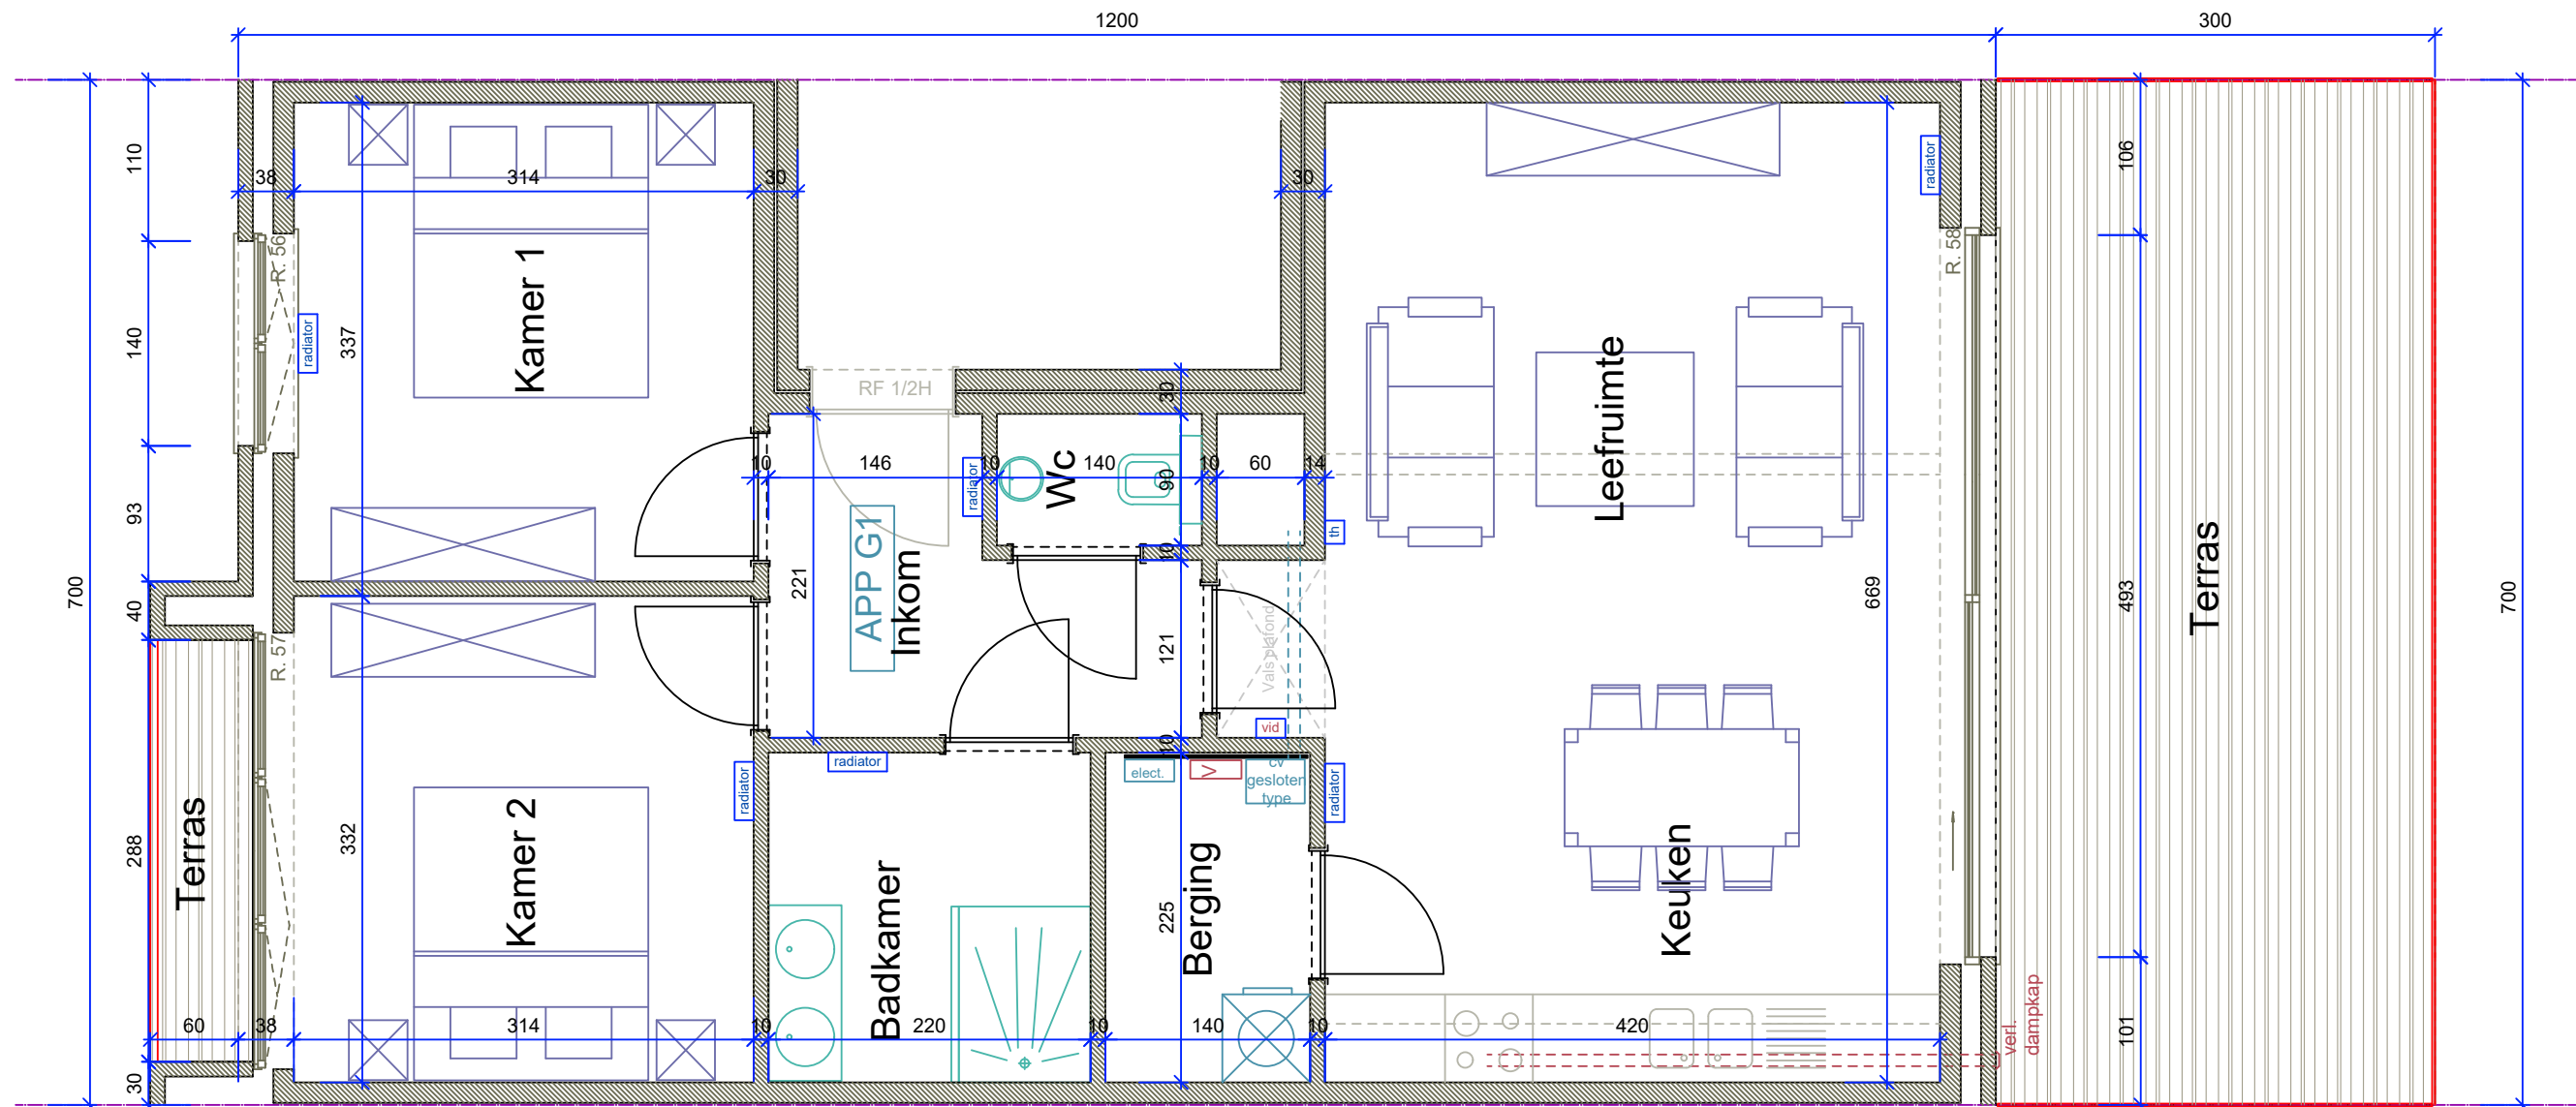 1200
300
110
140
93
40
288
30
700
38
314
30
30
337
R. 56
radiator
Kamer 1
RF 1/2H
30
10
146
10
140
10
60
14
radiator
Wc
90
10
APP G1
Inkom
221
121
10
Vals plafond
vid
th
Leefruimte
radiator
R. 58
669
106
493
101
Terras
700
R. 57
Terras
332
Kamer 2
radiator
radiator
Badkamer
elect.
V
cv
gesloten
type
radiator
Berging
225
Keuken
60
38
314
10
220
10
140
10
420
verl.
dampkap